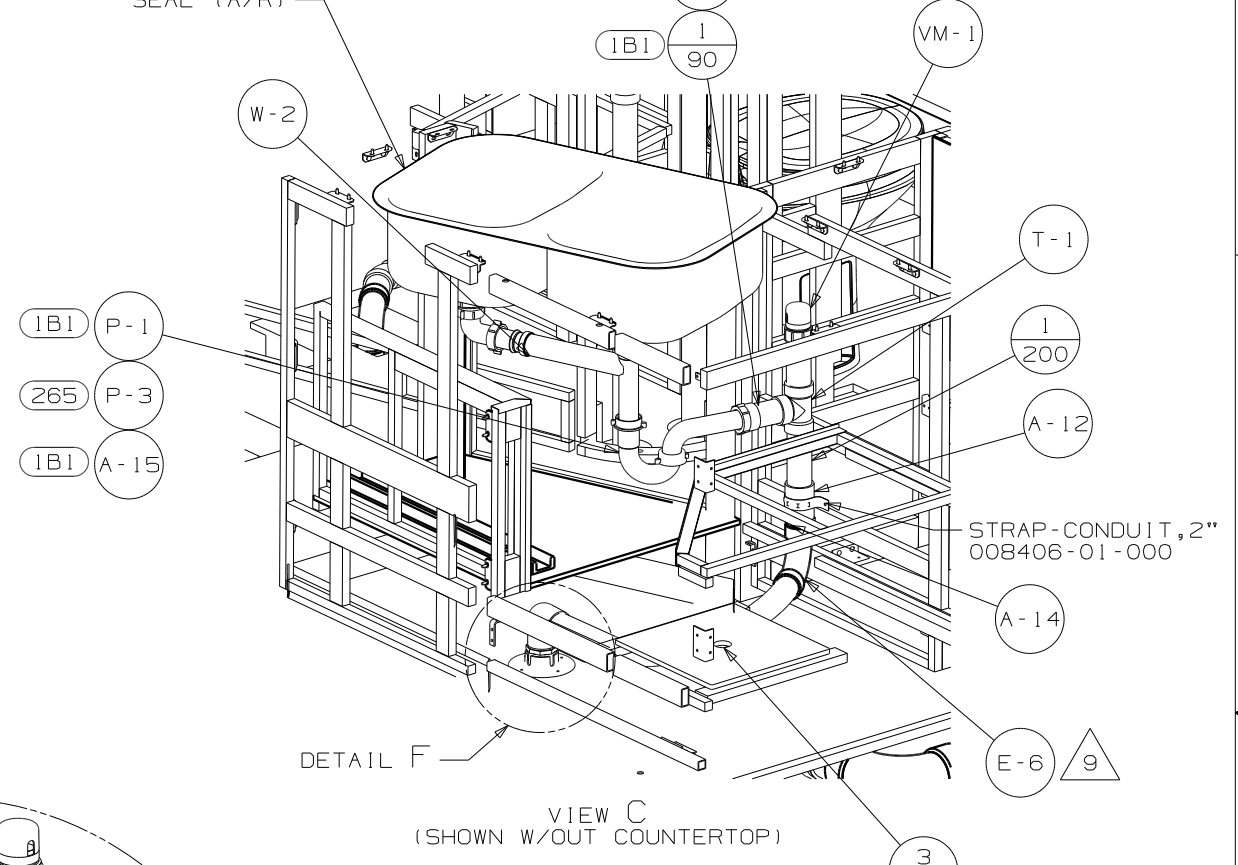 SEAL (A/R)
1B1
1
90
VM-1
W-2
T-1
1
200
1B1 P-1
265 P-3
1B1 A-15
A-12
STRAP-CONDUIT,2"
008406-01-000
A-14
DETAIL F
E-6 9
VIEW C
(SHOWN W/OUT COUNTERTOP)
3